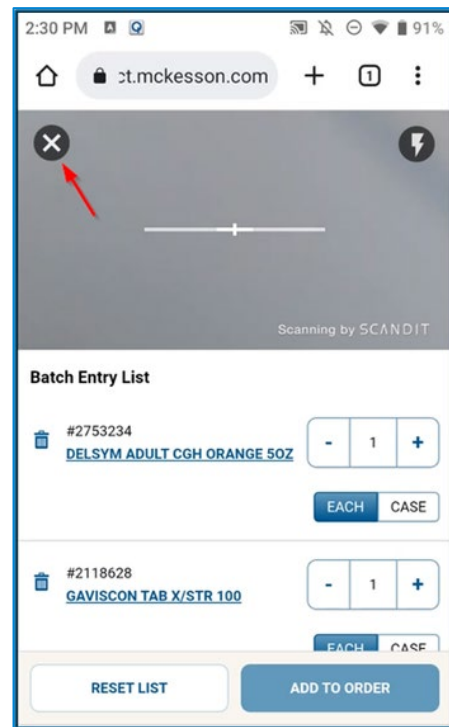 2:30 PM A Q 91%
ct.mckesson.com + 1
Scanning by SCANDIT
Batch Entry List
#2753234
DELSYM ADULT CGH ORANGE 5OZ
- 1 +
EACH CASE
#2118628
GAVISCON TAB X/STR 100
- 1 +
EACH CASE
RESET LIST ADD TO ORDER